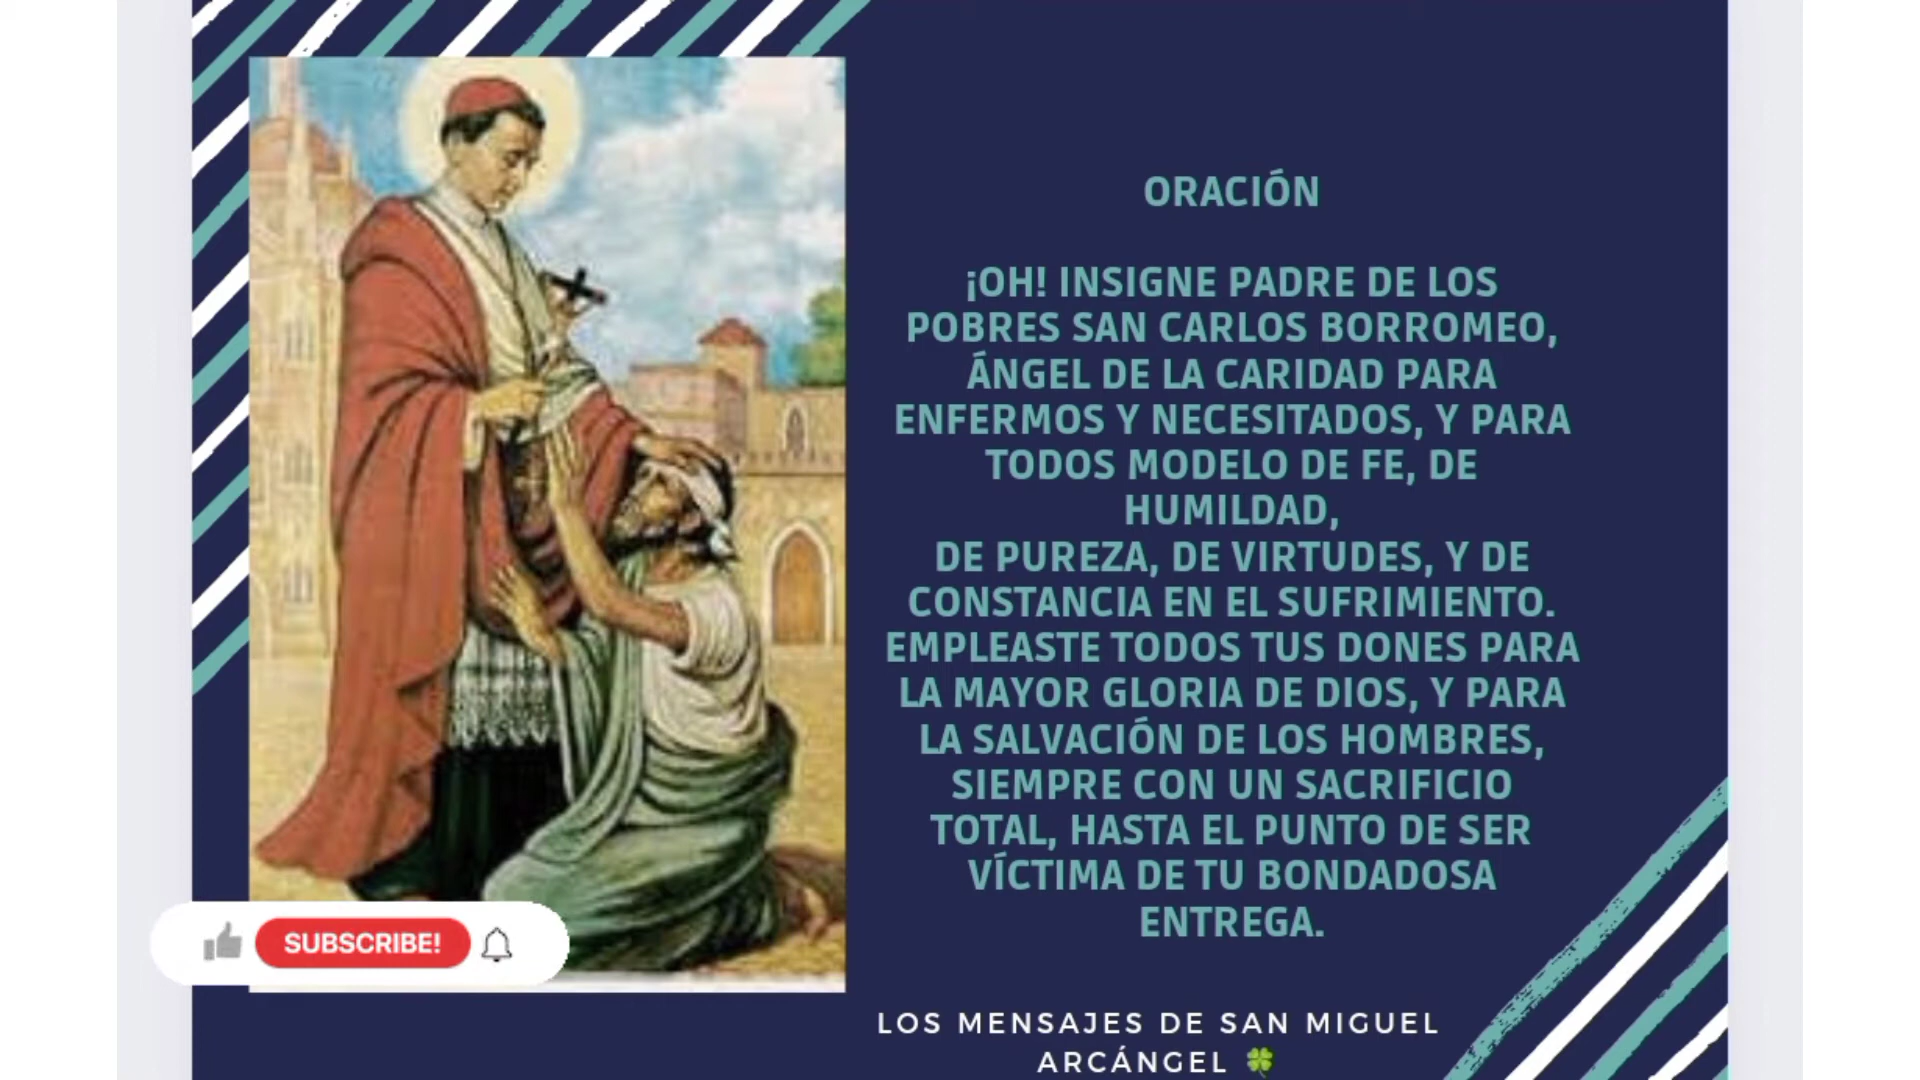 ORACIÓN
¡OH! INSIGNE PADRE DE LOS
POBRES SAN CARLOS BORROMEO,
ÁNGEL DE LA CARIDAD PARA
ENFERMOS Y NECESITADOS, Y PARA
TODOS MODELO DE FE, DE
HUMILDAD,
DE PUREZA, DE VIRTUDES, Y DE
CONSTANCIA EN EL SUFRIMIENTO.
EMPLEASTE TODOS TUS DONES PARA
LA MAYOR GLORIA DE DIOS, Y PARA
LA SALVACIÓN DE LOS HOMBRES,
SIEMPRE CON UN SACRIFICIO
TOTAL, HASTA EL PUNTO DE SER
VÍCTIMA DE TU BONDADOSA
ENTREGA.
SUBSCRIBE!
LOS MENSAJES DE SAN MIGUEL
ARCÁNGEL 🍀